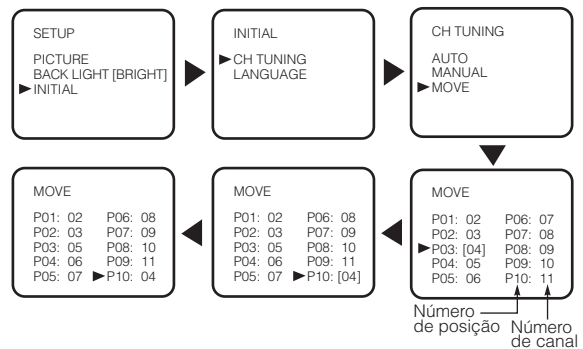 SETUP
PICTURE
BACK LIGHT [BRIGHT]
INITIAL
INITIAL
CH TUNING
LANGUAGE
CH TUNING
AUTO
MANUAL
MOVE
MOVE
P01: 02 P06: 08
P02: 03 P07: 09
P03: 05 P08: 10
P04: 06 P09: 11
P05: 07 P10: 04
MOVE
P01: 02 P06: 08
P02: 03 P07: 09
P03: 05 P08: 10
P04: 06 P09: 11
P05: 07 P10: [04]
MOVE
P01: 02 P06: 07
P02: 03 P07: 08
P03: [04] P08: 09
P04: 05 P09: 10
P05: 06 P10: 11
Número
de posição
Número
de canal